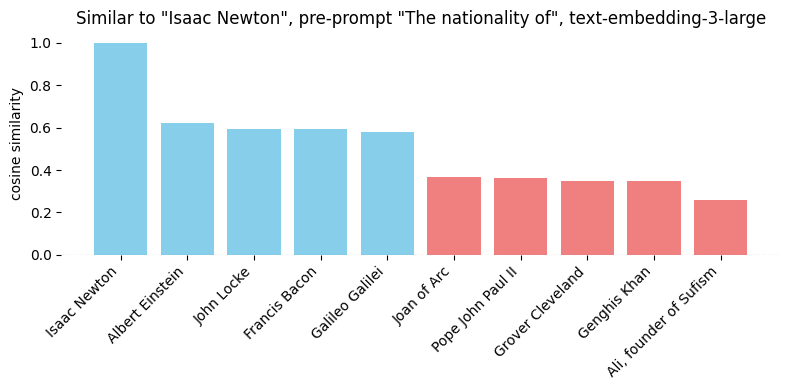 Similar to "Isaac Newton", pre-prompt "The nationality of", text-embedding-3-large
cosine similarity
1.0
0.8
0.6
0.4
0.2
0.0
Isaac Newton
Albert Einstein
John Locke
Francis Bacon
Galileo Galilei
Joan of Arc
Pope John Paul II
Grover Cleveland
Genghis Khan
Ali, founder of Sufism